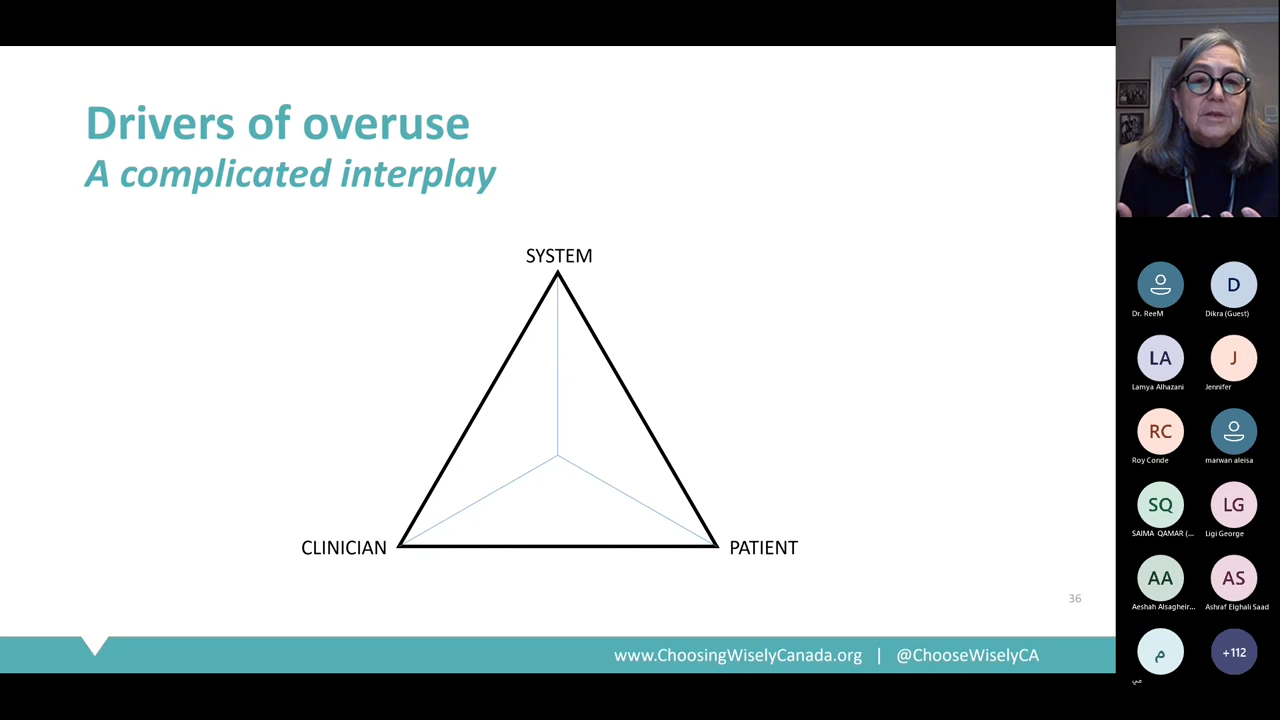 Drivers of overuse
A complicated interplay
SYSTEM
CLINICIAN
PATIENT
36
www.ChoosingWiselyCanada.org | @ChooseWiselyCA
Dr. ReeM
D
Dikra (Guest)
LA
Lamya Alhazani
J
Jennifer
RC
Roy Conde
marwan aleisa
SQ
SAIMA QAMAR (...
LG
Ligi George
AA
Aeshah Alsagheir...
AS
Ashraf Elghali Saad
م
+112